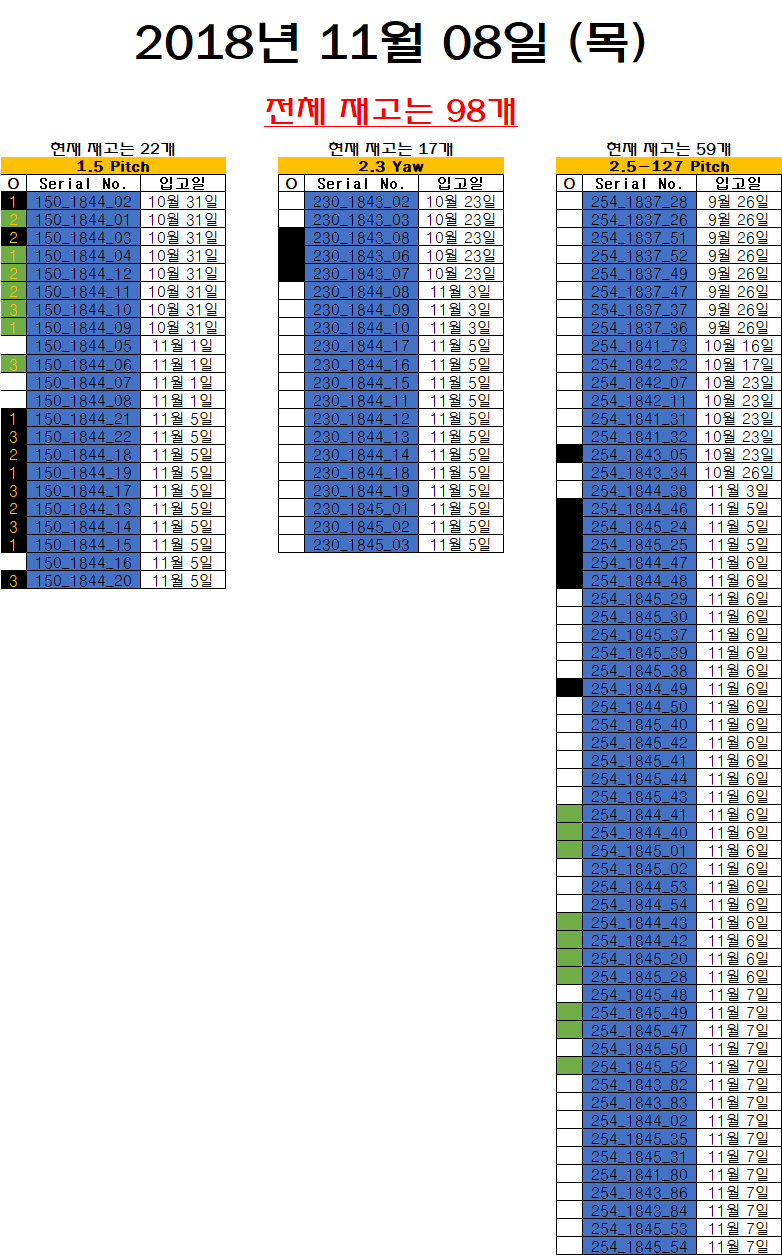 2018년 11월 08일 (목)
전체 재고는 98개
현재 재고는 22개
1.5 Pitch
O Serial No. 입고일
1 150_1844_02 10월 31일
2 150_1844_01 10월 31일
2 150_1844_03 10월 31일
1 150_1844_04 10월 31일
2 150_1844_12 10월 31일
2 150_1844_11 10월 31일
3 150_1844_10 10월 31일
1 150_1844_09 10월 31일
150_1844_05 11월 1일
3 150_1844_06 11월 1일
150_1844_07 11월 1일
150_1844_08 11월 1일
1 150_1844_21 11월 5일
3 150_1844_22 11월 5일
2 150_1844_18 11월 5일
1 150_1844_19 11월 5일
3 150_1844_17 11월 5일
2 150_1844_13 11월 5일
3 150_1844_14 11월 5일
1 150_1844_15 11월 5일
150_1844_16 11월 5일
3 150_1844_20 11월 5일
현재 재고는 17개
2.3 Yaw
O Serial No. 입고일
230_1843_02 10월 23일
230_1843_03 10월 23일
230_1843_08 10월 23일
230_1843_06 10월 23일
230_1843_07 10월 23일
230_1844_08 11월 3일
230_1844_09 11월 3일
230_1844_10 11월 3일
230_1844_17 11월 5일
230_1844_16 11월 5일
230_1844_15 11월 5일
230_1844_11 11월 5일
230_1844_12 11월 5일
230_1844_13 11월 5일
230_1844_14 11월 5일
230_1844_18 11월 5일
230_1844_19 11월 5일
230_1845_01 11월 5일
230_1845_02 11월 5일
230_1845_03 11월 5일
현재 재고는 59개
2.5-127 Pitch
O Serial No. 입고일
254_1837_28 9월 26일
254_1837_26 9월 26일
254_1837_51 9월 26일
254_1837_52 9월 26일
254_1837_49 9월 26일
254_1837_47 9월 26일
254_1837_37 9월 26일
254_1837_36 9월 26일
254_1841_73 10월 16일
254_1842_32 10월 17일
254_1842_07 10월 23일
254_1842_11 10월 23일
254_1841_31 10월 23일
254_1841_32 10월 23일
254_1843_05 10월 23일
254_1843_34 10월 26일
254_1844_38 11월 3일
254_1844_46 11월 5일
254_1845_24 11월 5일
254_1845_25 11월 5일
254_1844_47 11월 6일
254_1844_48 11월 6일
254_1845_29 11월 6일
254_1845_30 11월 6일
254_1845_37 11월 6일
254_1845_39 11월 6일
254_1845_38 11월 6일
254_1844_49 11월 6일
254_1844_50 11월 6일
254_1845_40 11월 6일
254_1845_42 11월 6일
254_1845_41 11월 6일
254_1845_44 11월 6일
254_1845_43 11월 6일
254_1844_41 11월 6일
254_1844_40 11월 6일
254_1845_01 11월 6일
254_1845_02 11월 6일
254_1844_53 11월 6일
254_1844_54 11월 6일
254_1844_43 11월 6일
254_1844_42 11월 6일
254_1845_20 11월 6일
254_1845_28 11월 6일
254_1845_48 11월 7일
254_1845_49 11월 7일
254_1845_47 11월 7일
254_1845_50 11월 7일
254_1845_52 11월 7일
254_1843_82 11월 7일
254_1843_83 11월 7일
254_1844_02 11월 7일
254_1845_35 11월 7일
254_1845_31 11월 7일
254_1841_80 11월 7일
254_1843_86 11월 7일
254_1843_84 11월 7일
254_1845_53 11월 7일
254_1845_54 11월 7일